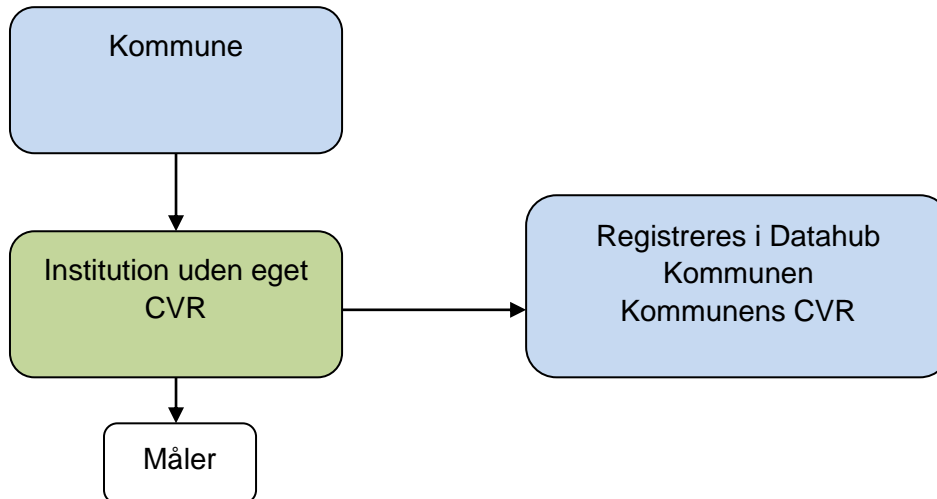 Kommune
Institution uden eget
CVR
Registreres i Datahub
Kommunen
Kommunens CVR
Måler